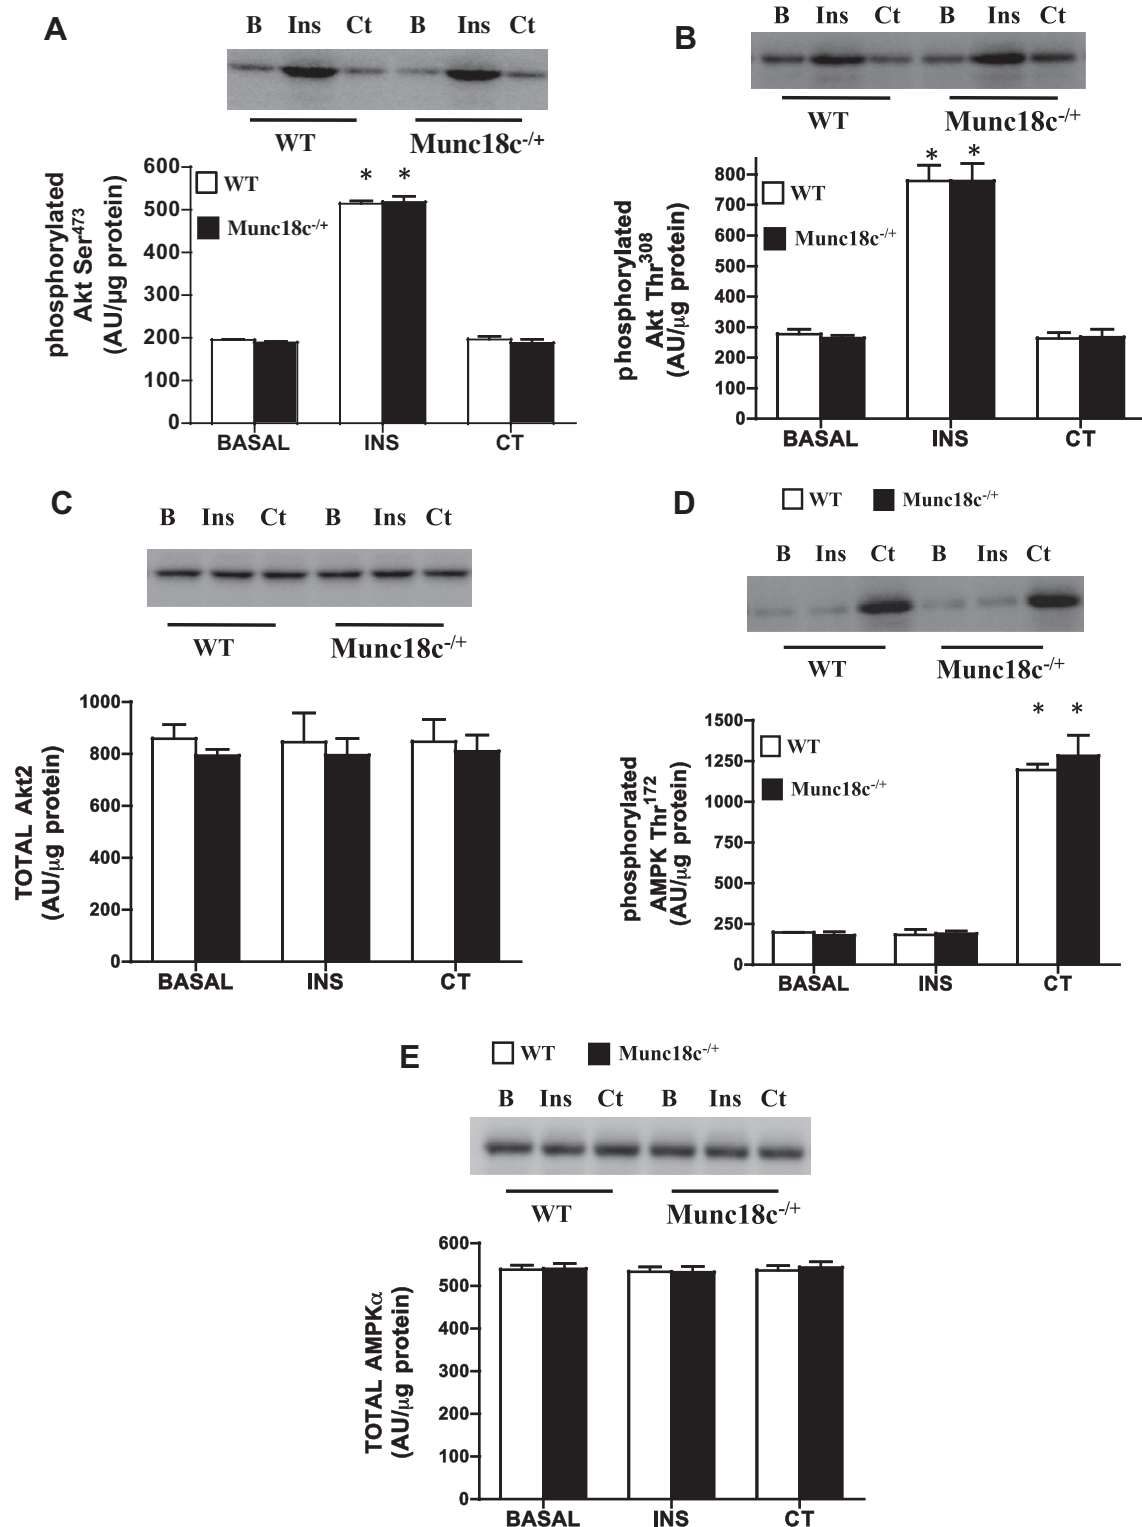 A
B Ins Ct B Ins Ct
WT Munc18c-/+
phosphorylated
Akt Ser473
(AU/µg protein)
600
500
400
300
200
100
0
WT
Munc18c-/+
* *
BASAL INS CT
B
B Ins Ct B Ins Ct
WT Munc18c-/+
phosphorylated
Akt Thr308
(AU/µg protein)
800
700
600
500
400
300
200
100
0
WT
Munc18c-/+
* *
BASAL INS CT
C
B Ins Ct B Ins Ct
WT Munc18c-/+
TOTAL Akt2
(AU/µg protein)
1000
800
600
400
200
0
BASAL INS CT
D
WT Munc18c-/+
B Ins Ct B Ins Ct
WT Munc18c-/+
phosphorylated
AMPK Thr172
(AU/µg protein)
1500
1250
1000
750
500
250
0
WT
Munc18c-/+
* *
BASAL INS CT
E
WT Munc18c-/+
B Ins Ct B Ins Ct
WT Munc18c-/+
TOTAL AMPKα
(AU/µg protein)
600
500
400
300
200
100
0
BASAL INS CT